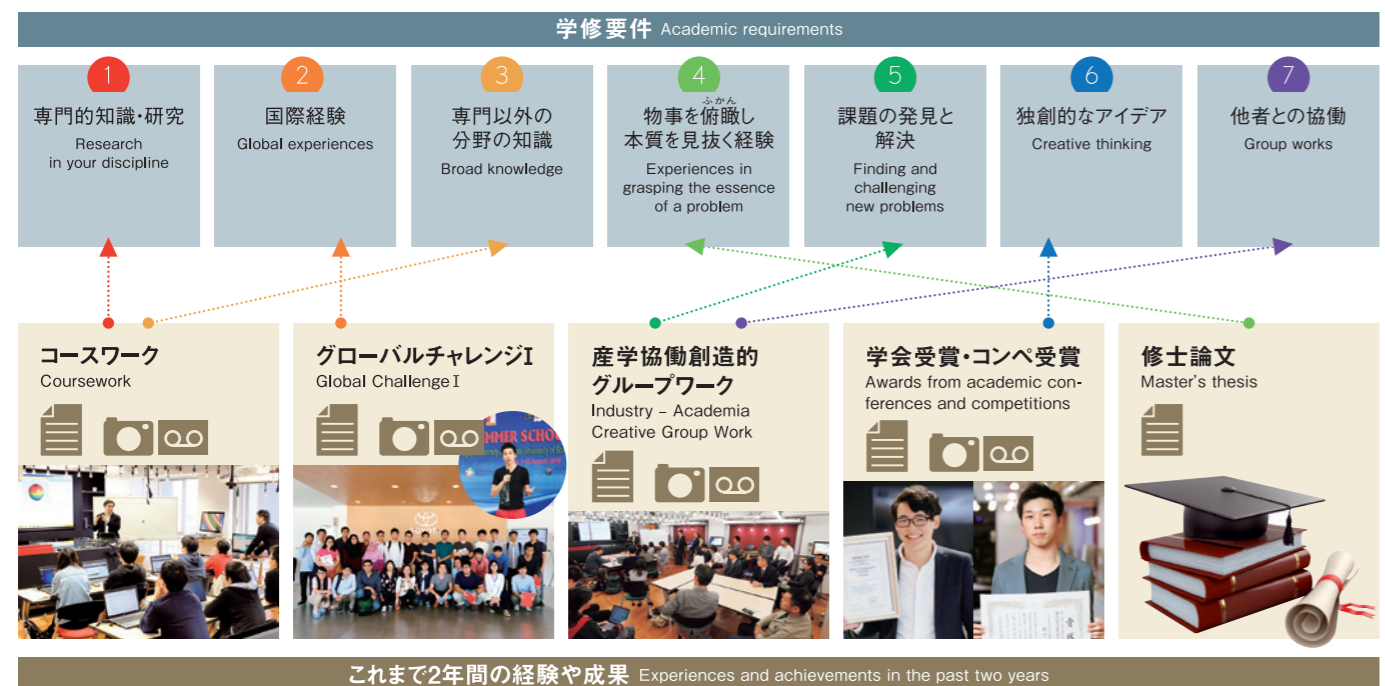 学修要件 Academic requirements
1
専門的知識・研究
Research
in your discipline
2
国際経験
Global experiences
3
専門以外の
分野の知識
Broad knowledge
4
ふかん
物事を俯瞰し
本質を見抜く経験
Experiences in
grasping the essence
of a problem
5
課題の発見と
解決
Finding and
challenging
new problems
6
独創的なアイデア
Creative thinking
7
他者との協働
Group works
コースワーク
Coursework
グローバルチャレンジI
Global Challenge I
MMER SCHOO
TOYOTA
産学協働創造的
グループワーク
Industry – Academia
Creative Group Work
学会受賞・コンペ受賞
Awards from academic con-
ferences and competitions
修士論文
Master's thesis
これまで2年間の経験や成果 Experiences and achievements in the past two years